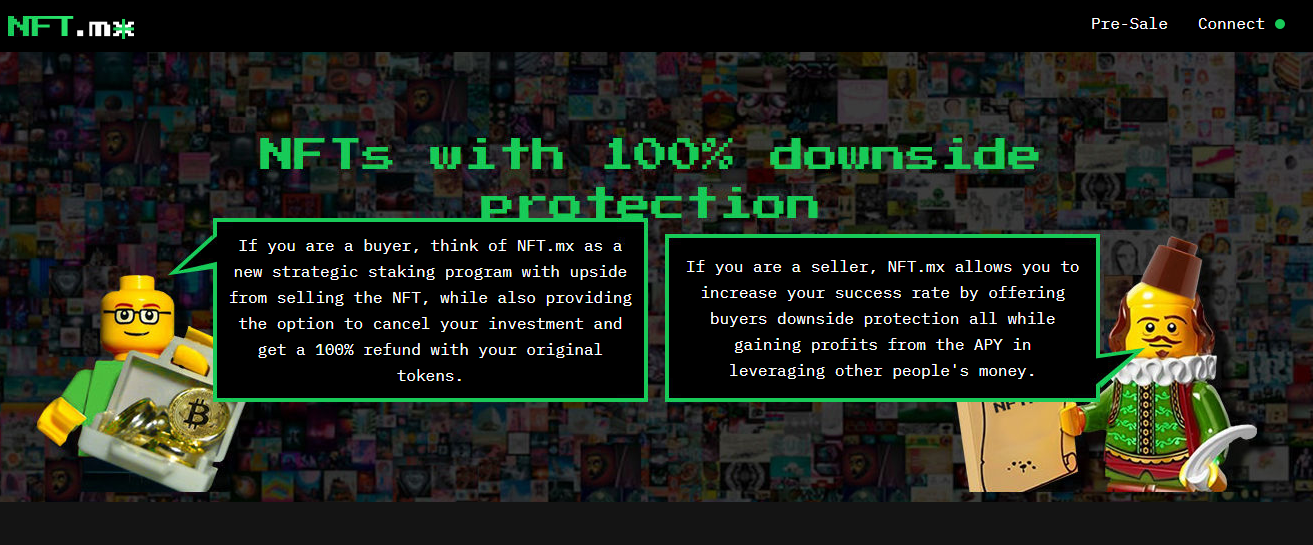 NFT.mx
Pre-Sale Connect
NFTs with 100% downside
protection
If you are a buyer, think of NFT.mx as a
new strategic staking program with upside
from selling the NFT, while also providing
the option to cancel your investment and
get a 100% refund with your original
tokens.
If you are a seller, NFT.mx allows you to
increase your success rate by offering
buyers downside protection all while
gaining profits from the APY in
leveraging other people's money.